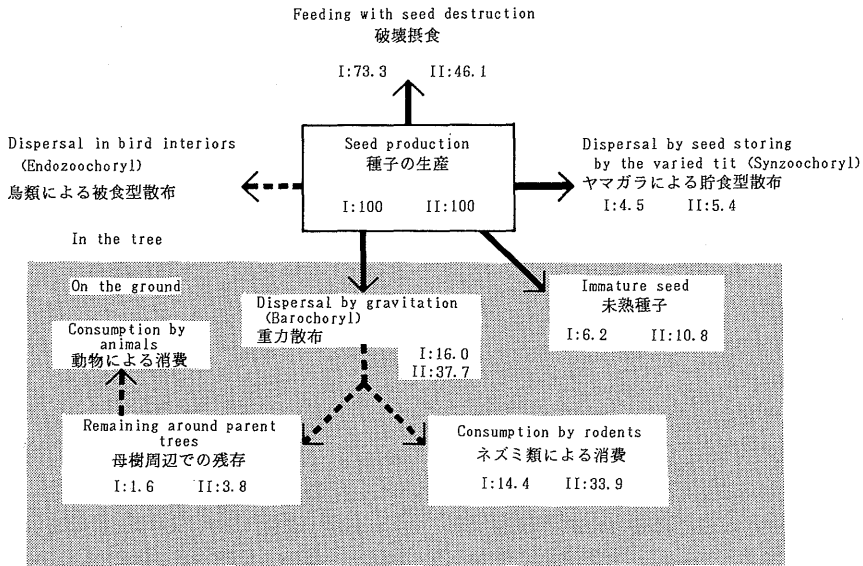 Feeding with seed destruction
破壊摂食
I:73.3 II:46.1
Dispersal in bird interiors
(Endozoochoryl)
鳥類による被食型散布
Seed production
種子の生産
I:100 II:100
Dispersal by seed storing
by the varied tit (Synzoochoryl)
ヤマガラによる貯食型散布
I:4.5 II:5.4
In the tree
On the ground
Consumption by
animals
動物による消費
Dispersal by gravitation
(Barochoryl)
重力散布
I:16.0
II:37.7
Immature seed
未熟種子
I:6.2 II:10.8
Remaining around parent
trees
母樹周辺での残存
I:1.6 II:3.8
Consumption by rodents
ネズミ類による消費
I:14.4 II:33.9